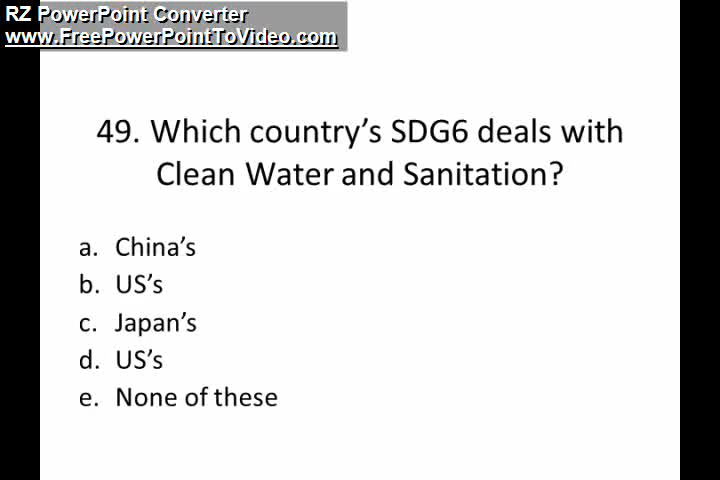 RZ PowerPoint Converter
www.FreePowerPointToVideo.com
49. Which country’s SDG6 deals with
Clean Water and Sanitation?
a. China’s
b. US’s
c. Japan’s
d. US’s
e. None of these